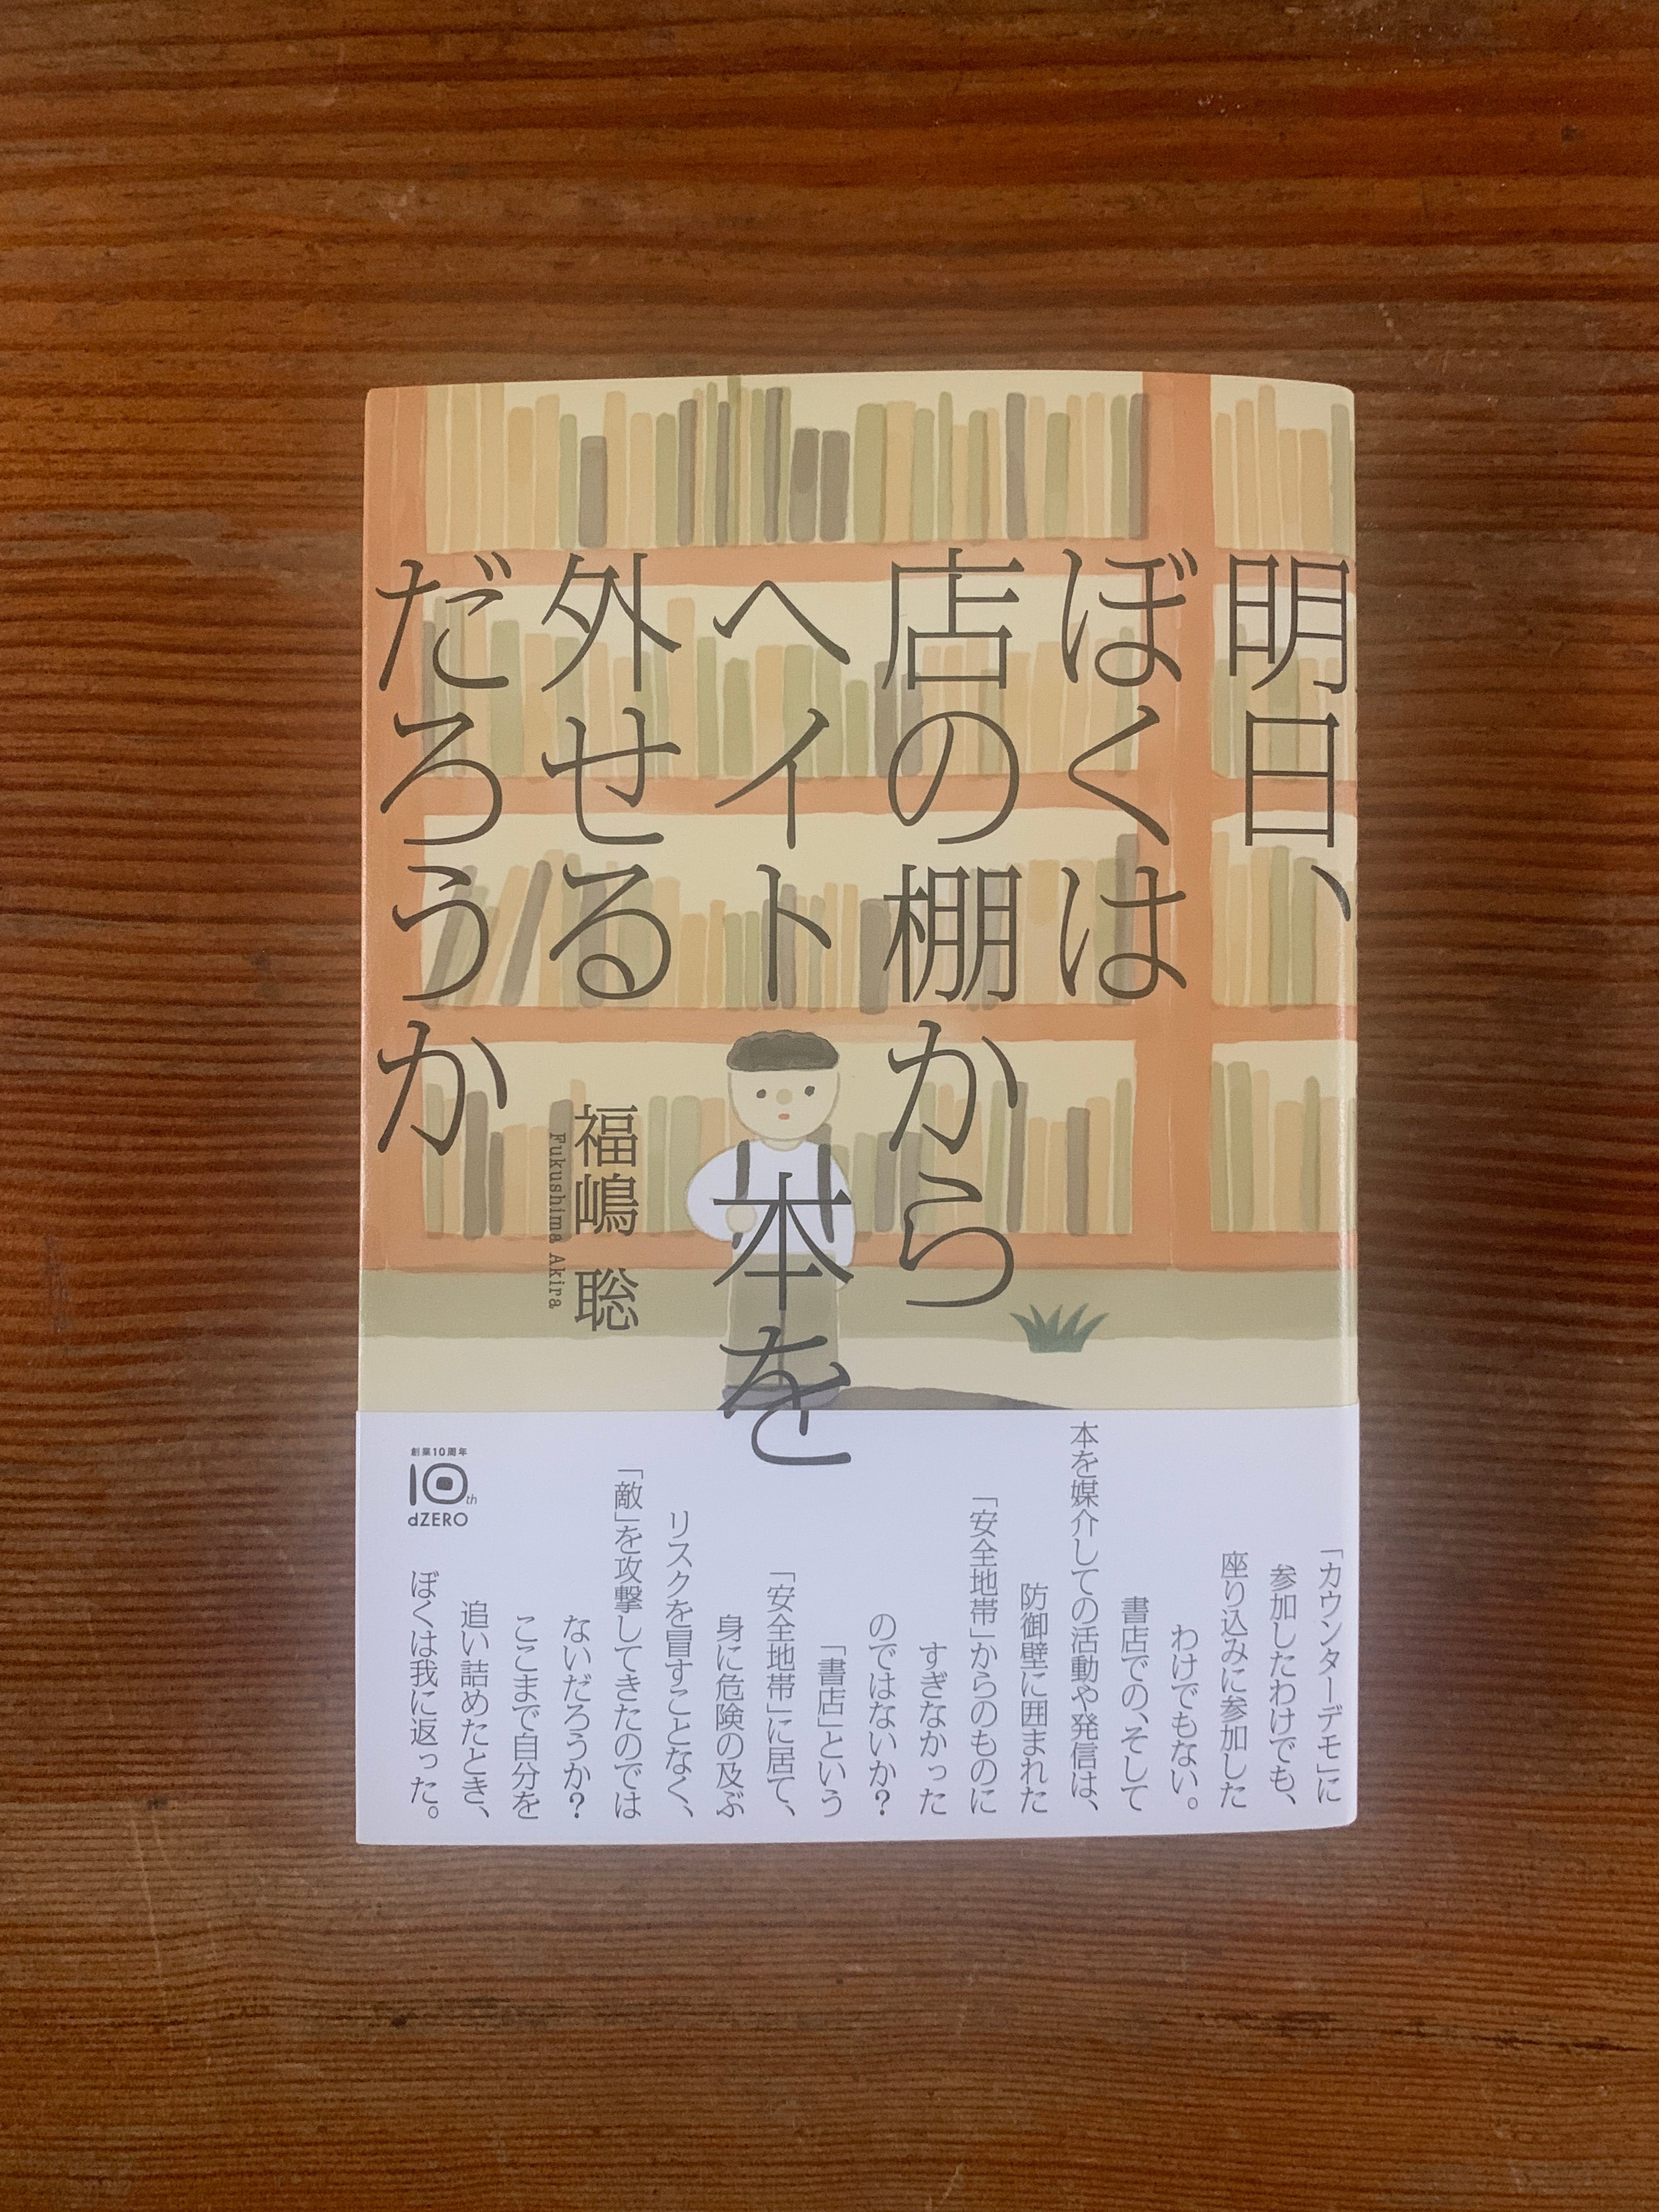 明日、
ぼくは
店の棚から
ヘイト本を
外せる
だろうか
福嶋 聡
Fukushima Akira
「カウンターデモ」に
参加したわけでも、
座り込みに参加した
わけでもない。
書店での、そして
本を媒介しての活動や発信は、
防御壁に囲まれた
「安全地帯」からのものに
すぎなかった
のではないか?
「書店」という
身に危険の及ぶ
「安全地帯」に居て、
リスクを冒すことなく、
「敵」を攻撃してきたのでは
ないだろうか?
ここまで自分を
追い詰めたとき、
ぼくは我に返った。
創業10周年
10th
dZERO